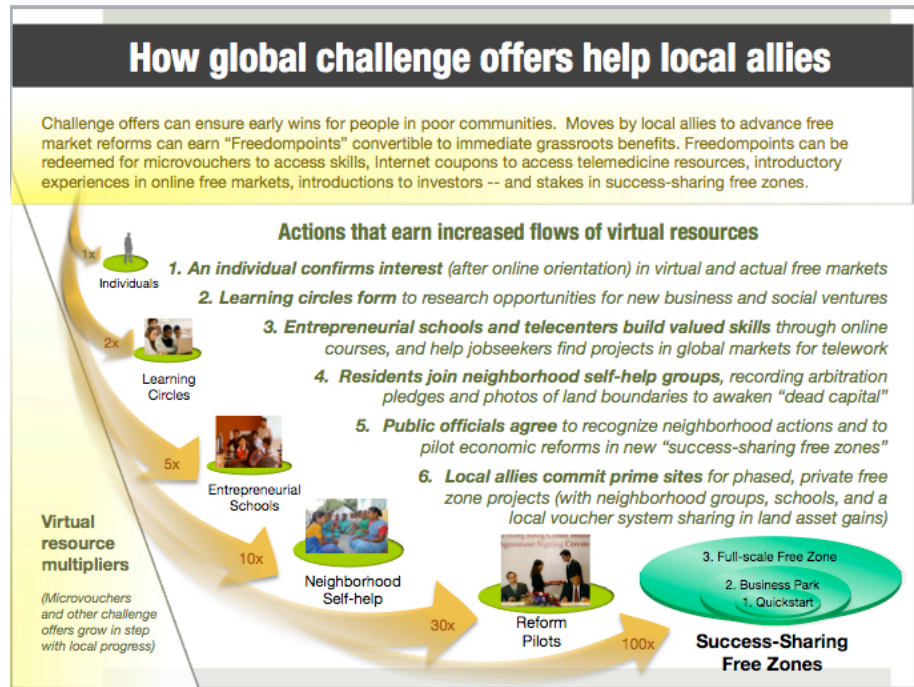 How global challenge offers help local allies
Challenge offers can ensure early wins for people in poor communities.  Moves by local allies to advance free
market reforms can earn “Freedompoints” convertible to immediate grassroots benefits. Freedompoints can be
redeemed for microvouchers to access skills, Internet coupons to access telemedicine resources, introductory
experiences in online free markets, introductions to investors -- and stakes in success-sharing free zones.
Actions that earn increased flows of virtual resources
1x
Individuals
1. An individual confirms interest (after online orientation) in virtual and actual free markets
2. Learning circles form to research opportunities for new business and social ventures
2x
Learning
Circles
3. Entrepreneurial schools and telecenters build valued skills through online
courses, and help jobseekers find projects in global markets for telework
4. Residents join neighborhood self-help groups, recording arbitration
pledges and photos of land boundaries to awaken “dead capital”
5. Public officials agree to recognize neighborhood actions and to
pilot economic reforms in new “success-sharing free zones”
5x
Entrepreneurial
Schools
6. Local allies commit prime sites for phased, private free
zone projects (with neighborhood groups, schools, and a
local voucher system sharing in land asset gains)
Virtual
resource
multipliers
(Microvouchers
and other challenge
offers grow in step
with local progress)
10x
Neighborhood
Self-help
30x
Reform
Pilots
100x
3. Full-scale Free Zone
2. Business Park
1. Quickstart
Success-Sharing
Free Zones